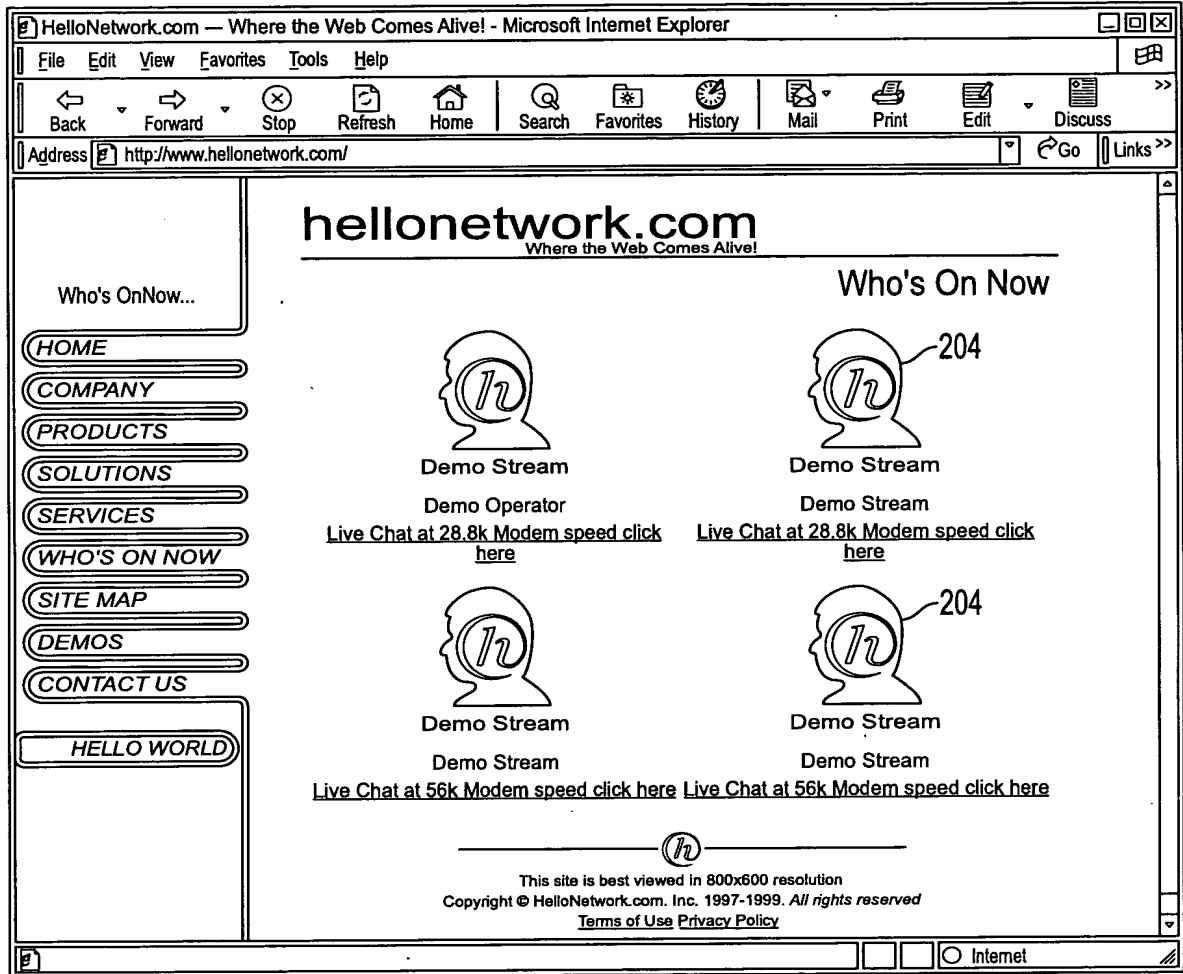 HelloNetwork.com — Where the Web Comes Alive! - Microsoft Internet Explorer
File Edit View Favorites Tools Help
Back Forward Stop Refresh Home Search Favorites History Mail Print Edit Discuss >>
Address http://www.hellonetwork.com/ Go Links >>
hellonetwork.com
Where the Web Comes Alive!
Who's On Now
Who's OnNow...
HOME
COMPANY
PRODUCTS
SOLUTIONS
SERVICES
WHO'S ON NOW
SITE MAP
DEMOS
CONTACT US
HELLO WORLD
h
h 204
Demo Stream Demo Stream
Demo Operator Demo Stream
Live Chat at 28.8k Modem speed click here
Live Chat at 28.8k Modem speed click here
h
h 204
Demo Stream Demo Stream
Demo Stream Demo Stream
Live Chat at 56k Modem speed click here Live Chat at 56k Modem speed click here
h
This site is best viewed in 800x600 resolution
Copyright © HelloNetwork.com. Inc. 1997-1999. All rights reserved
Terms of Use Privacy Policy
Internet